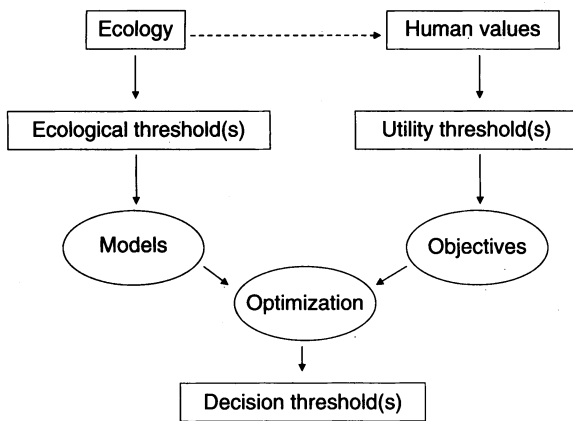 Ecology
Human values
Ecological threshold(s)
Utility threshold(s)
Models
Objectives
Optimization
Decision threshold(s)